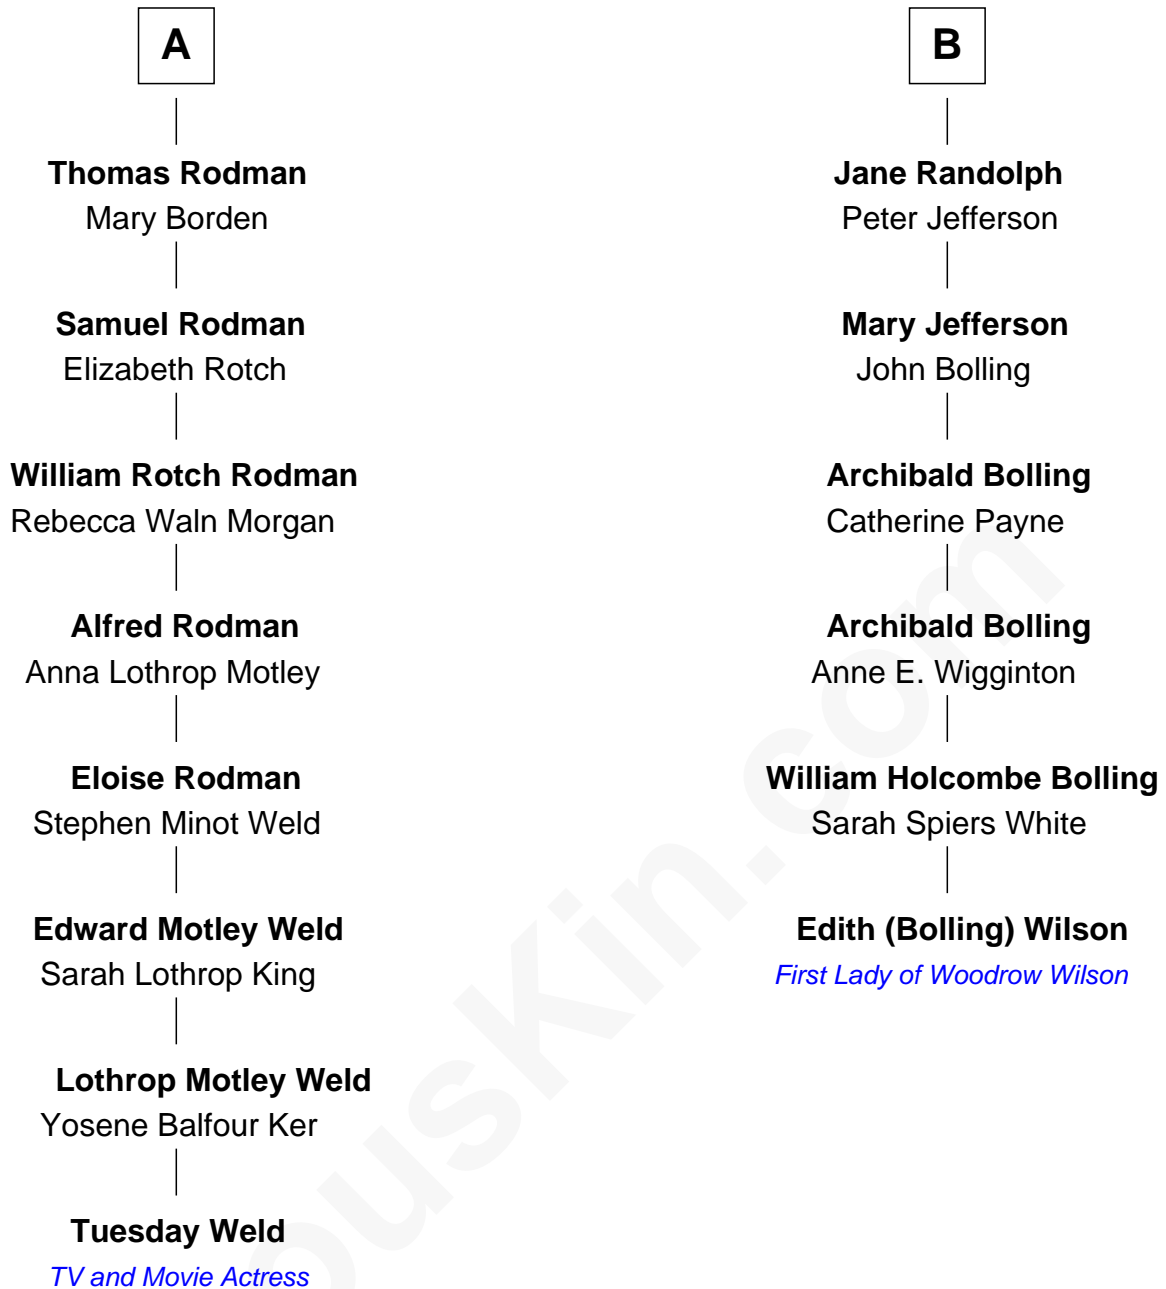 A
Thomas Rodman
Mary Borden
Samuel Rodman
Elizabeth Rotch
William Rotch Rodman
Rebecca Waln Morgan
Alfred Rodman
Anna Lothrop Motley
Eloise Rodman
Stephen Minot Weld
Edward Motley Weld
Sarah Lothrop King
Lothrop Motley Weld
Yosene Balfour Ker
Tuesday Weld
TV and Movie Actress
B
Jane Randolph
Peter Jefferson
Mary Jefferson
John Bolling
Archibald Bolling
Catherine Payne
Archibald Bolling
Anne E. Wigginton
William Holcombe Bolling
Sarah Spiers White
Edith (Bolling) Wilson
First Lady of Woodrow Wilson
ousKin.com